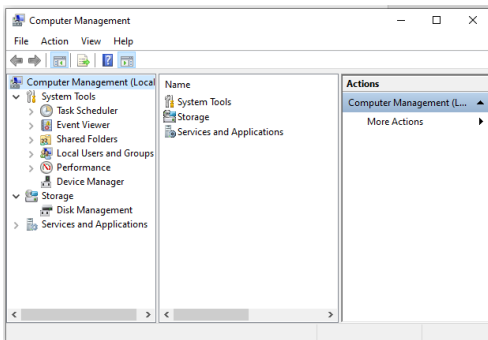 Computer Management
File Action View Help
Computer Management (Local
System Tools
Task Scheduler
Event Viewer
Shared Folders
Local Users and Groups
Performance
Device Manager
Storage
Disk Management
Services and Applications
Name
System Tools
Storage
Services and Applications
Actions
Computer Management (L...
More Actions